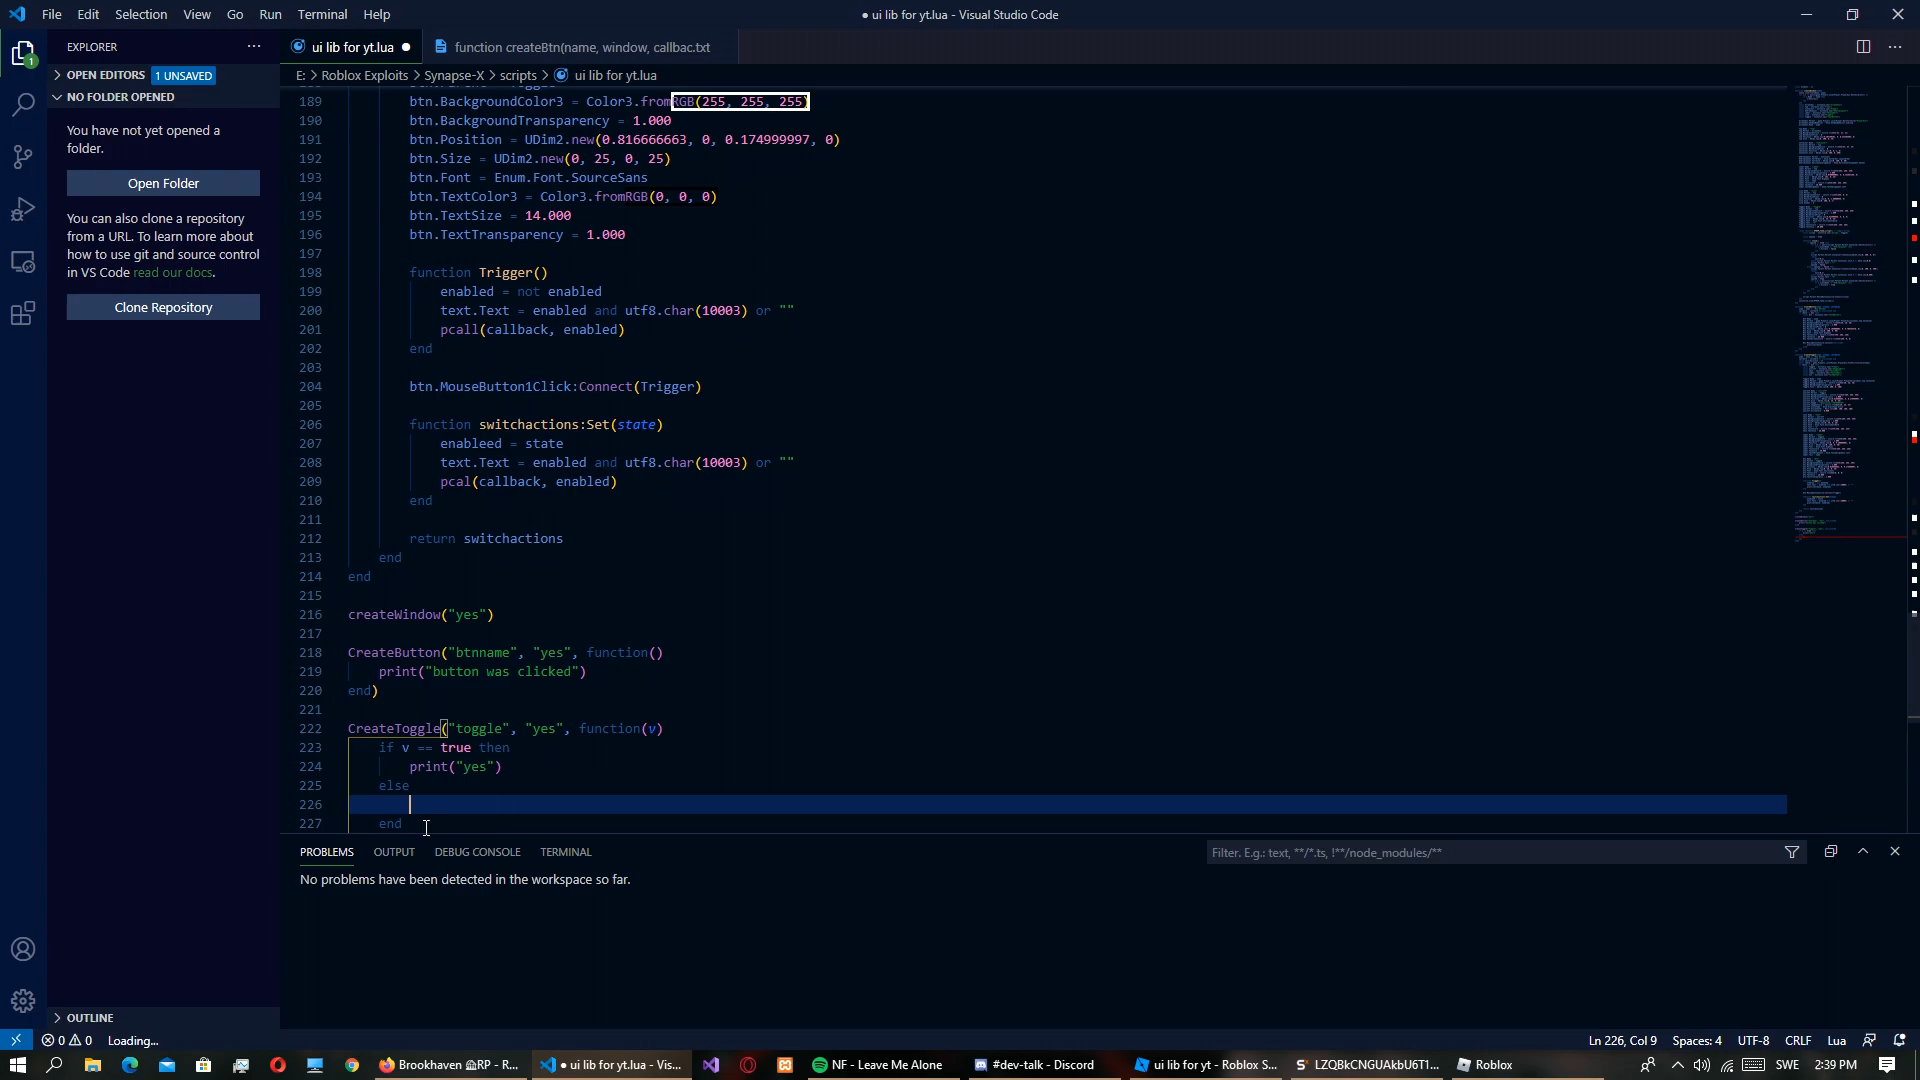 File Edit Selection View Go Run Terminal Help
● ui lib for yt.lua - Visual Studio Code
EXPLORER
ui lib for yt.lua
function createBtn(name, window, callbac.txt
OPEN EDITORS 1 UNSAVED
NO FOLDER OPENED
You have not yet opened a
folder.
Open Folder
You can also clone a repository
from a URL. To learn more about
how to use git and source control
in VS Code read our docs.
Clone Repository
OUTLINE
E: > Roblox Exploits > Synapse-X > scripts > ui lib for yt.lua
189 btn.BackgroundColor3 = Color3.fromRGB(255, 255, 255)
190 btn.BackgroundTransparency = 1.000
191 btn.Position = UDim2.new(0.816666663, 0, 0.174999997, 0)
192 btn.Size = UDim2.new(0, 25, 0, 25)
193 btn.Font = Enum.Font.SourceSans
194 btn.TextColor3 = Color3.fromRGB(0, 0, 0)
195 btn.TextSize = 14.000
196 btn.TextTransparency = 1.000
197
198 function Trigger()
199 enabled = not enabled
200 text.Text = enabled and utf8.char(10003) or ""
201 pcall(callback, enabled)
202 end
203
204 btn.MouseButton1Click:Connect(Trigger)
205
206 function switchactions:Set(state)
207 enableed = state
208 text.Text = enabled and utf8.char(10003) or ""
209 pcal(callback, enabled)
210 end
211
212 return switchactions
213 end
214 end
215
216 createWindow("yes")
217
218 CreateButton("btnname", "yes", function()
219 print("button was clicked")
220 end)
221
222 CreateToggle("toggle", "yes", function(v)
223 if v == true then
224 print("yes")
225 else
226
227 end
PROBLEMS OUTPUT DEBUG CONSOLE TERMINAL
Filter. E.g.: text, **/*.ts, !**/node_modules/**
No problems have been detected in the workspace so far.
0 0 Loading...
Ln 226, Col 9 Spaces: 4 UTF-8 CRLF Lua
Brookhaven 🏠RP - R...
● ui lib for yt.lua - Vis...
NF - Leave Me Alone
#dev-talk - Discord
ui lib for yt - Roblox S...
LZQBkCNGUAkbU6T1...
Roblox
SWE 2:39 PM